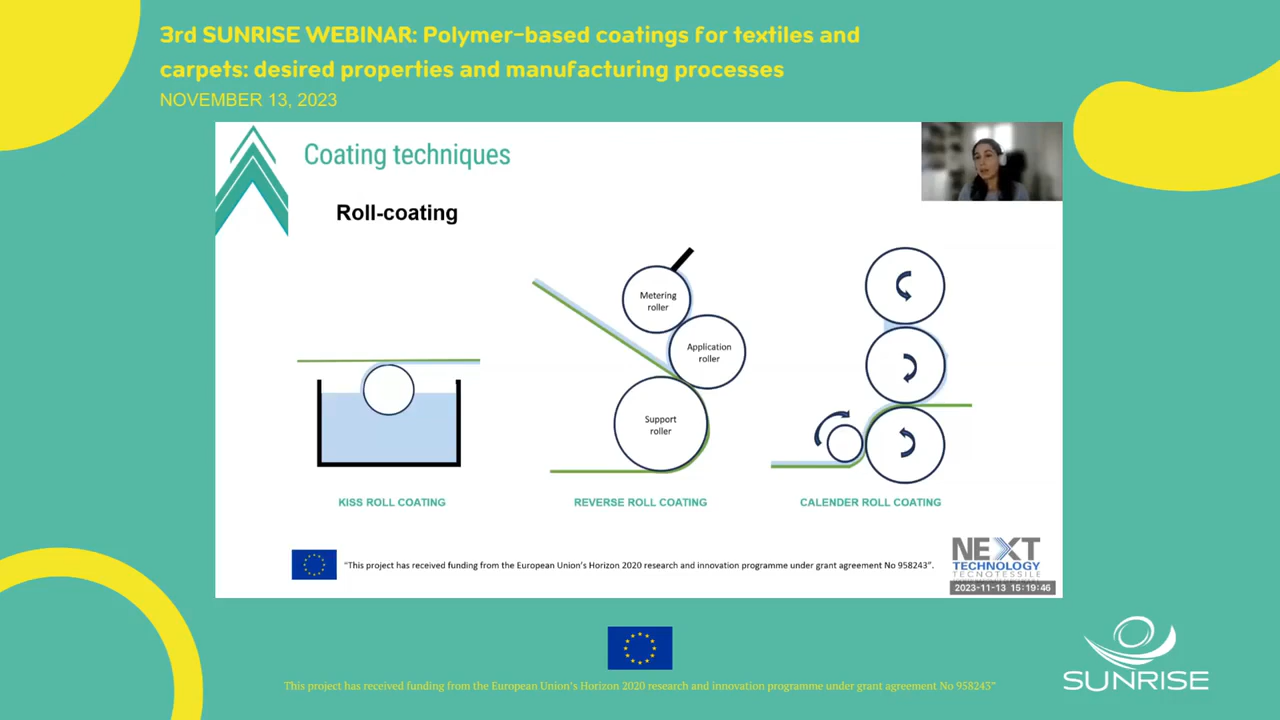 3rd SUNRISE WEBINAR: Polymer-based coatings for textiles and
carpets: desired properties and manufacturing processes
NOVEMBER 13, 2023
Coating techniques
Roll-coating
Metering
roller
Application
roller
Support
roller
KISS ROLL COATING
REVERSE ROLL COATING
CALENDER ROLL COATING
"This project has received funding from the European Union's Horizon 2020 research and innovation programme under grant agreement No 958243".
NEXT
TECHNOLOGY
TECNOTESSILE
2023-11-13 15:19:46
SUNRISE
This project has received funding from the European Union's Horizon 2020 research and innovation programme under grant agreement No 958243"